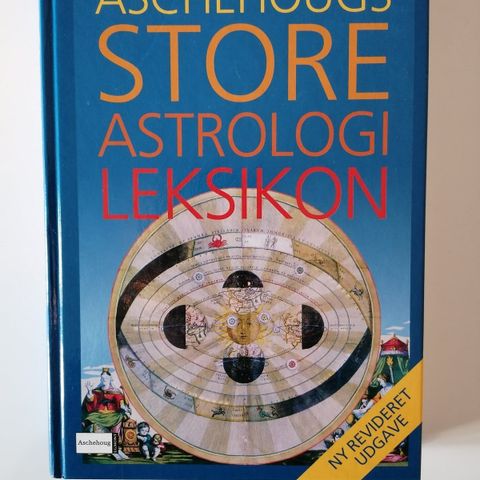 ASCHEHOUGS
STORE
ASTROLOGI
LEKSIKON
NY REVIDERET
UDGAVE
Aschehoug